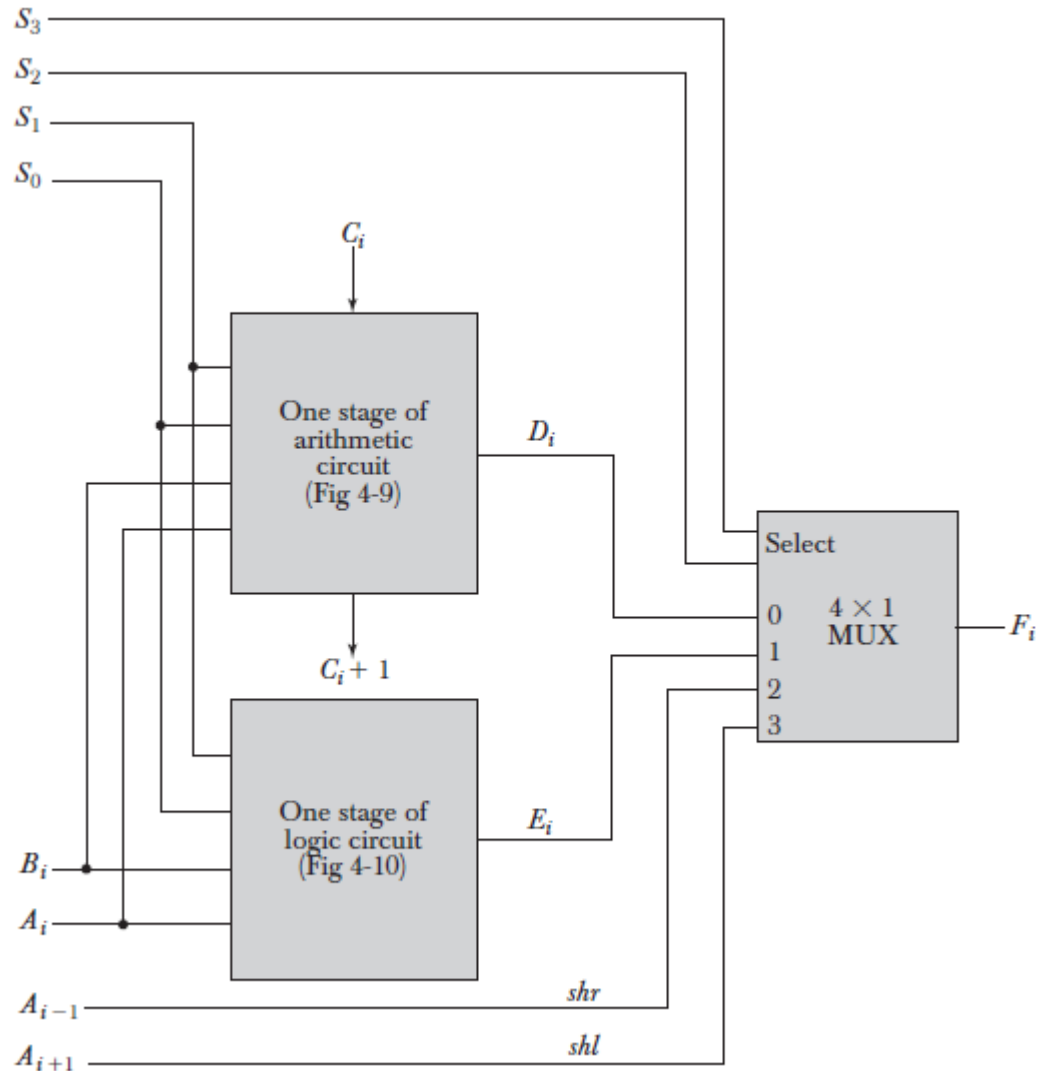 S₃
S₂
S₁
S₀
Cᵢ
One stage of
arithmetic
circuit
(Fig 4-9)
Dᵢ
Cᵢ + 1
Select
0
1
2
3
4 × 1
MUX
Fᵢ
One stage of
logic circuit
(Fig 4-10)
Eᵢ
Bᵢ
Aᵢ
Aᵢ₋₁
shr
Aᵢ₊₁
shl